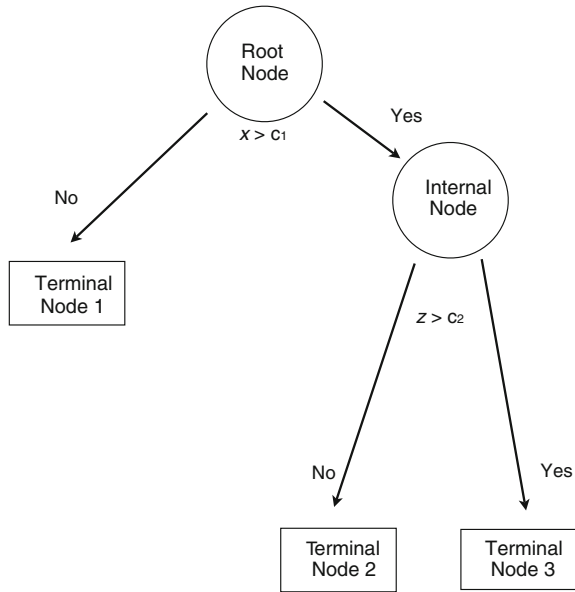 Root
Node
x > c1
Yes
No
Internal
Node
Terminal
Node 1
z > c2
No
Yes
Terminal
Node 2
Terminal
Node 3